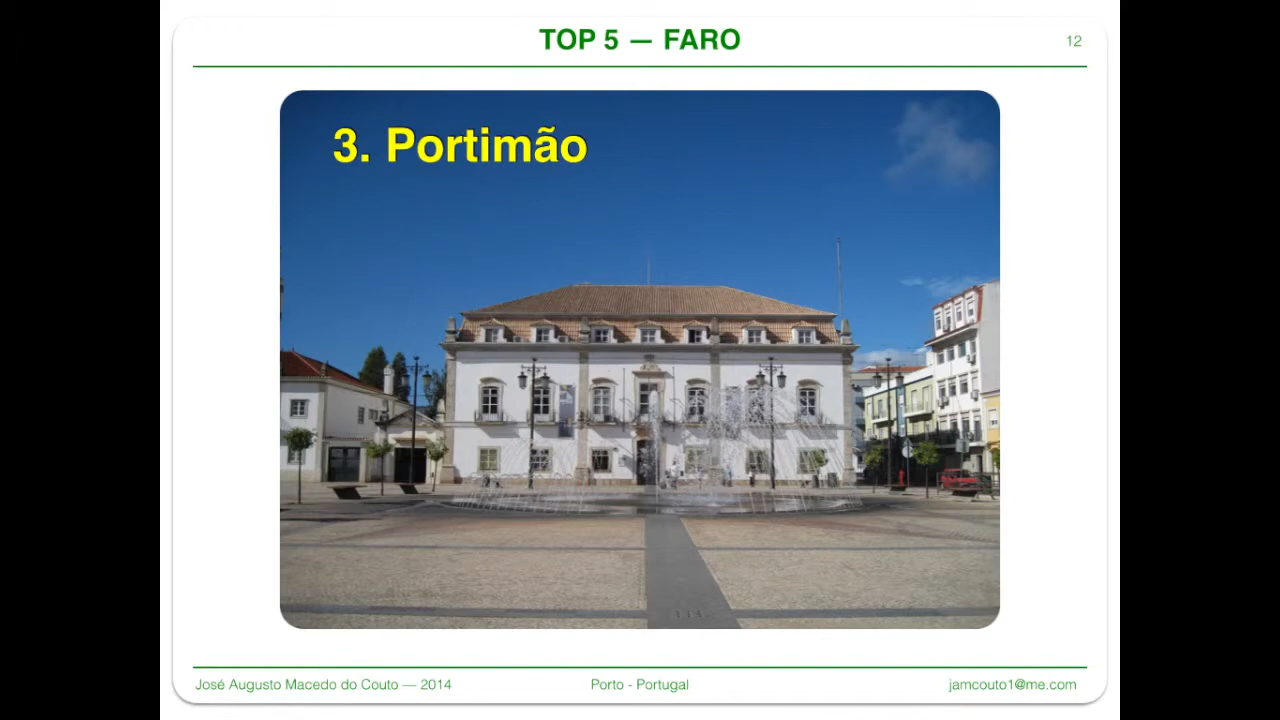 TOP 5 — FARO
12
3. Portimão
José Augusto Macedo do Couto — 2014
Porto - Portugal
jamcouto1@me.com